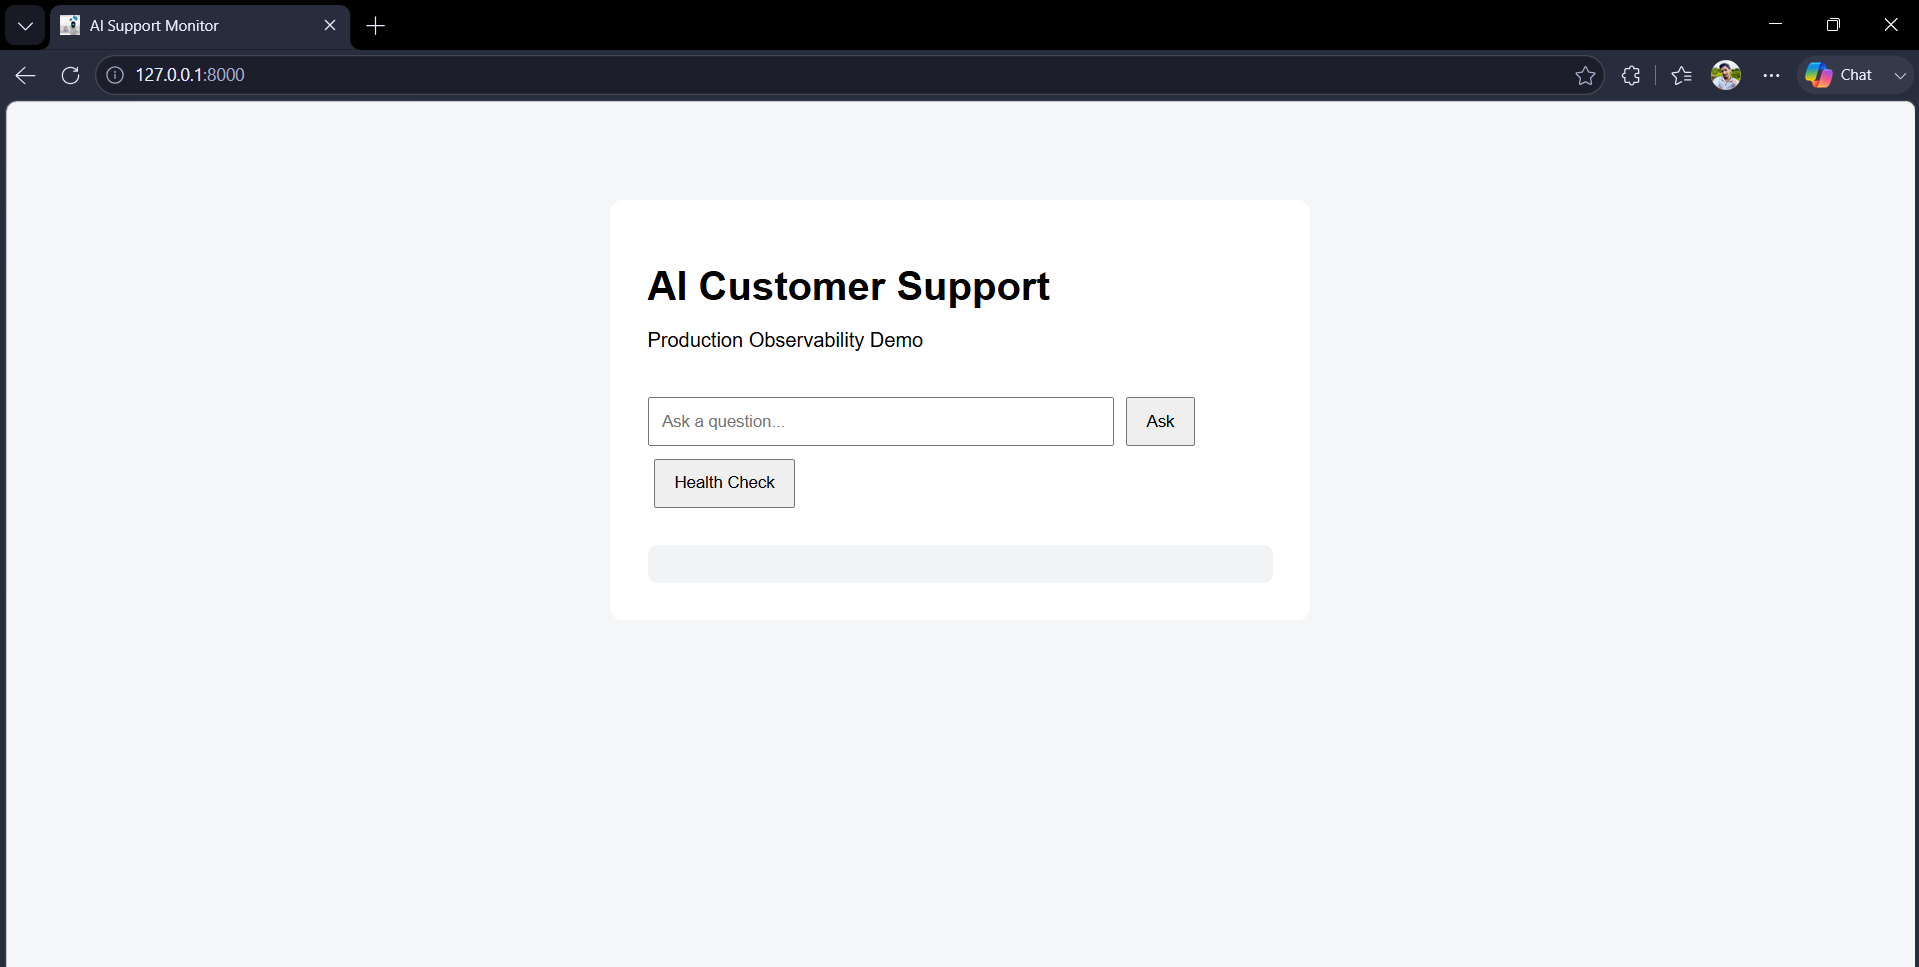 AI Support Monitor
127.0.0.1:8000
Chat
AI Customer Support
Production Observability Demo
Ask a question...
Ask
Health Check